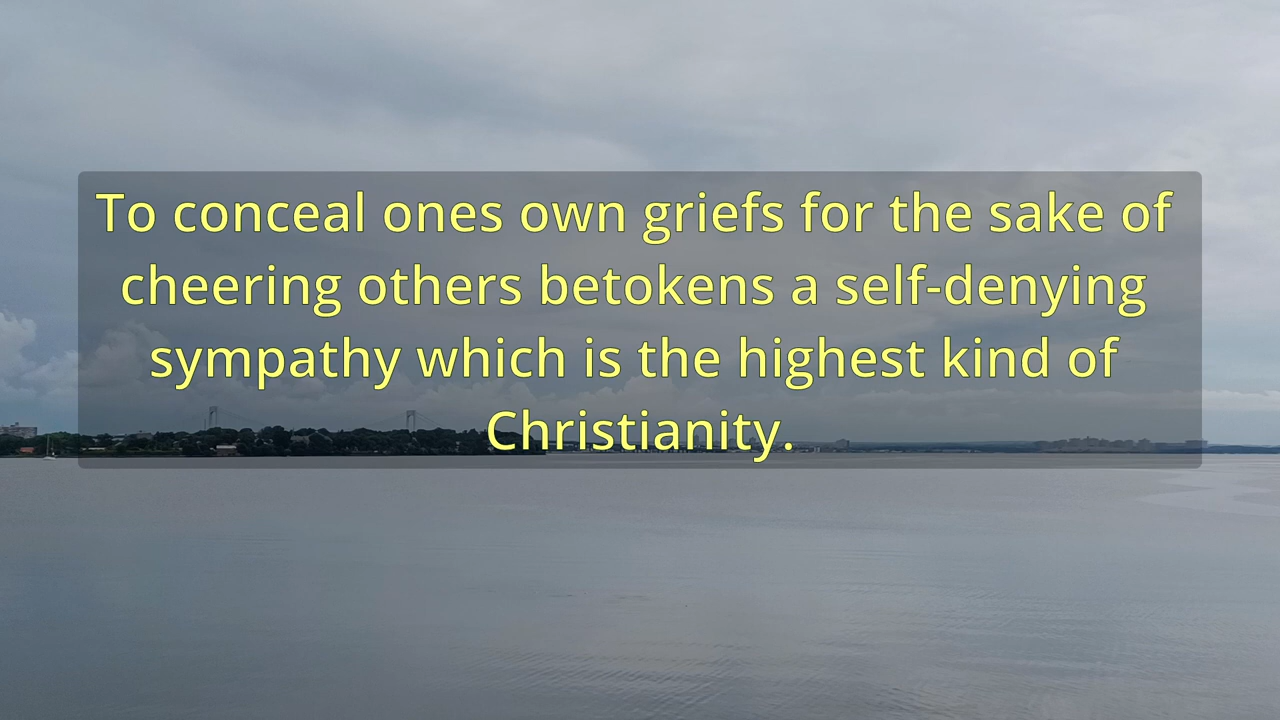 To conceal ones own griefs for the sake of
cheering others betokens a self-denying
sympathy which is the highest kind of
Christianity.